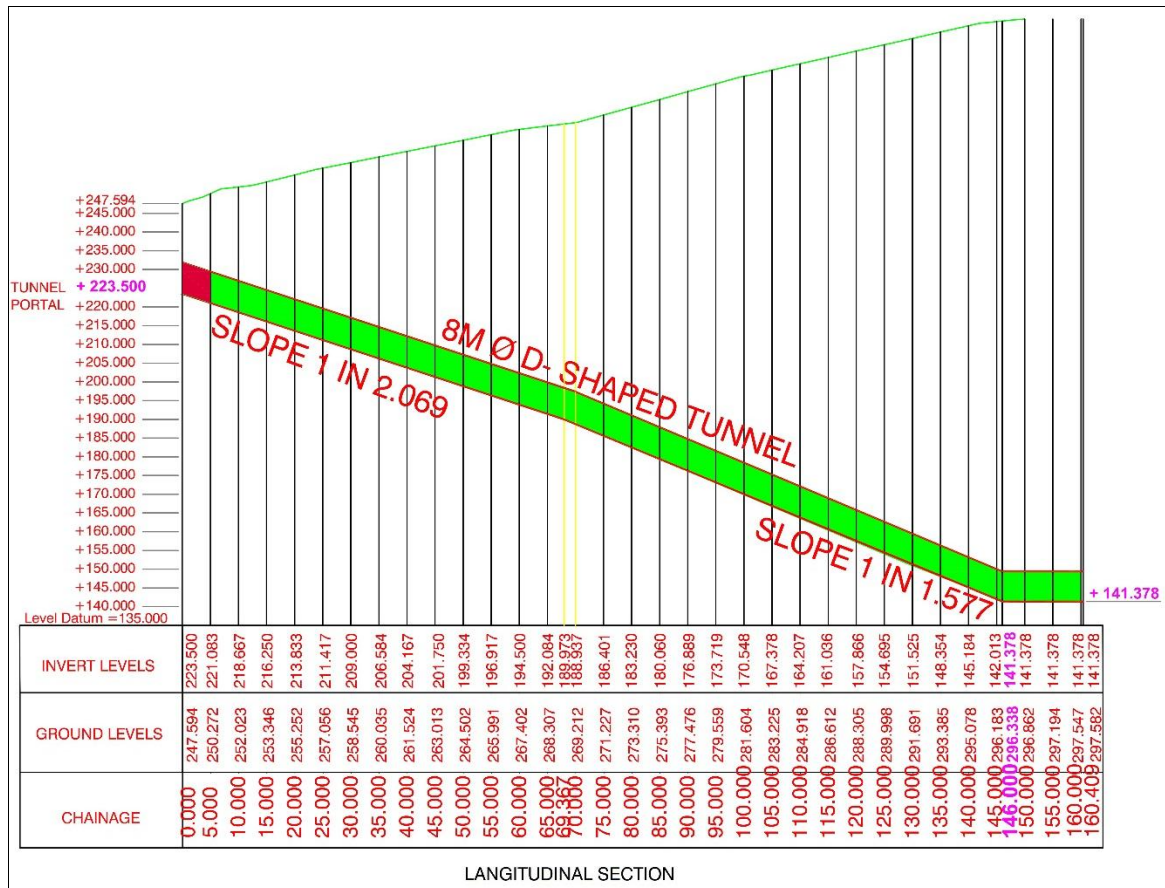 +247.594
+245.000
+240.000
+235.000
+230.000
TUNNEL PORTAL + 223.500
+220.000
+215.000
+210.000
+205.000
+200.000
+195.000
+190.000
+185.000
+180.000
+175.000
+170.000
+165.000
+160.000
+155.000
+150.000
+145.000
+140.000
Level Datum =135.000
SLOPE 1 IN 2.069
8M Ø D- SHAPED TUNNEL
SLOPE 1 IN 1.577
+ 141.378
INVERT LEVELS 223.500 221.083 218.667 216.250 213.833 211.417 209.000 206.584 204.167 201.750 199.334 196.917 194.500 192.084 189.973 188.937 186.401 183.230 180.060 176.889 173.719 170.548 167.378 164.207 161.036 157.866 154.695 151.525 148.354 145.184 142.013 141.378 141.378 141.378 141.378 141.378
GROUND LEVELS 247.594 250.272 252.023 253.046 255.252 257.056 258.545 260.035 261.524 263.013 264.502 265.991 267.402 268.307 269.212 271.227 273.310 275.393 277.476 279.559 281.604 283.225 284.918 286.612 288.305 289.998 291.691 293.385 295.078 296.183 296.338 296.862 297.194 297.547 297.582
CHAINAGE 0.000 5.000 10.000 15.000 20.000 25.000 30.000 35.000 40.000 45.000 50.000 55.000 60.000 65.000 69.367 70.000 75.000 80.000 85.000 90.000 95.000 100.000 105.000 110.000 115.000 120.000 125.000 130.000 135.000 140.000 145.000 146.000 150.000 155.000 160.000 160.409
LANGITUDINAL SECTION